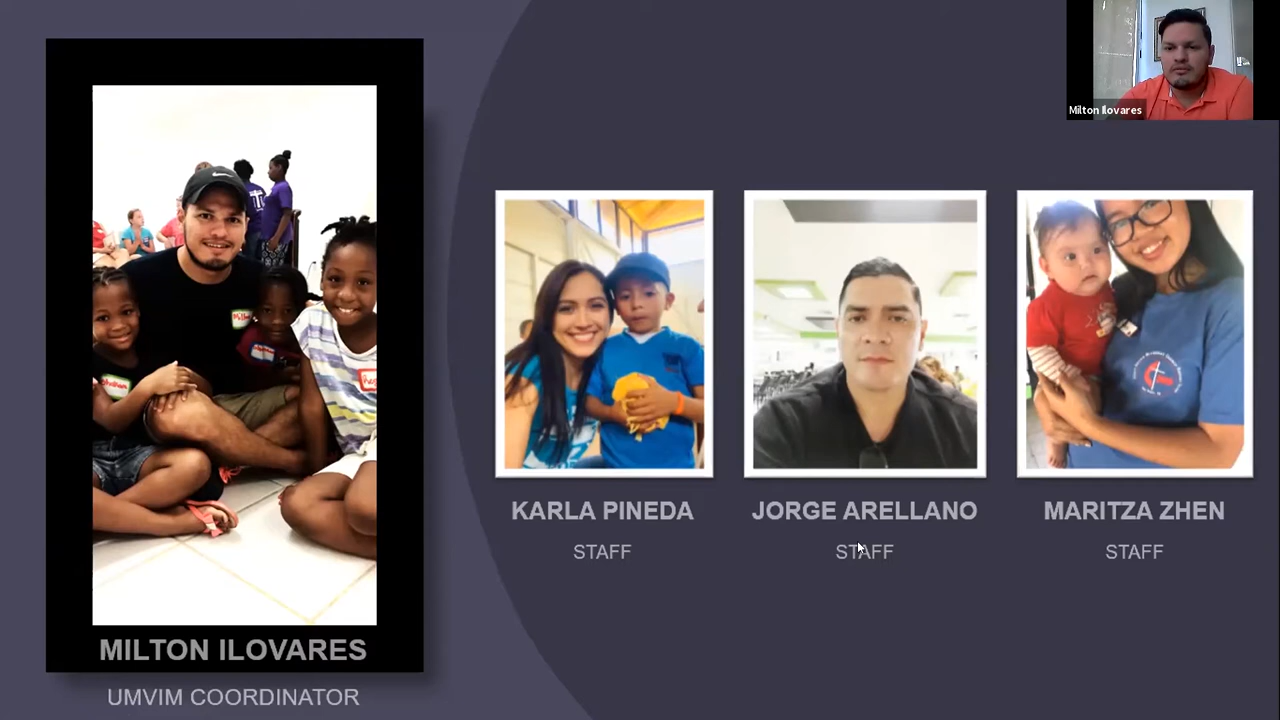 Milton Ilovares
KARLA PINEDA
STAFF
JORGE ARELLANO
STAFF
MARITZA ZHEN
STAFF
MILTON ILOVARES
UMVIM COORDINATOR